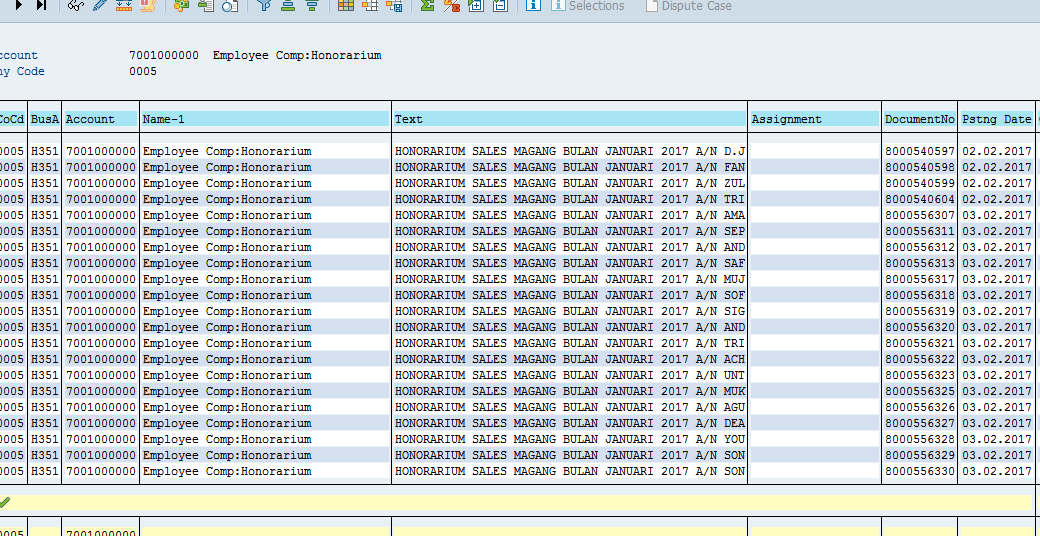 Selections Dispute Case
ccount 7001000000 Employee Comp:Honorarium
ny Code 0005
CoCd BusA Account Name-1 Text Assignment DocumentNo Pstng Date
0005 H351 7001000000 Employee Comp:Honorarium HONORARIUM SALES MAGANG BULAN JANUARI 2017 A/N D.J 8000540597 02.02.2017
0005 H351 7001000000 Employee Comp:Honorarium HONORARIUM SALES MAGANG BULAN JANUARI 2017 A/N FAN 8000540598 02.02.2017
0005 H351 7001000000 Employee Comp:Honorarium HONORARIUM SALES MAGANG BULAN JANUARI 2017 A/N ZUL 8000540599 02.02.2017
0005 H351 7001000000 Employee Comp:Honorarium HONORARIUM SALES MAGANG BULAN JANUARI 2017 A/N TRI 8000540604 02.02.2017
0005 H351 7001000000 Employee Comp:Honorarium HONORARIUM SALES MAGANG BULAN JANUARI 2017 A/N AMA 8000556307 03.02.2017
0005 H351 7001000000 Employee Comp:Honorarium HONORARIUM SALES MAGANG BULAN JANUARI 2017 A/N SEP 8000556311 03.02.2017
0005 H351 7001000000 Employee Comp:Honorarium HONORARIUM SALES MAGANG BULAN JANUARI 2017 A/N AND 8000556312 03.02.2017
0005 H351 7001000000 Employee Comp:Honorarium HONORARIUM SALES MAGANG BULAN JANUARI 2017 A/N SAF 8000556313 03.02.2017
0005 H351 7001000000 Employee Comp:Honorarium HONORARIUM SALES MAGANG BULAN JANUARI 2017 A/N MUJ 8000556317 03.02.2017
0005 H351 7001000000 Employee Comp:Honorarium HONORARIUM SALES MAGANG BULAN JANUARI 2017 A/N SOF 8000556318 03.02.2017
0005 H351 7001000000 Employee Comp:Honorarium HONORARIUM SALES MAGANG BULAN JANUARI 2017 A/N SIG 8000556319 03.02.2017
0005 H351 7001000000 Employee Comp:Honorarium HONORARIUM SALES MAGANG BULAN JANUARI 2017 A/N AND 8000556320 03.02.2017
0005 H351 7001000000 Employee Comp:Honorarium HONORARIUM SALES MAGANG BULAN JANUARI 2017 A/N TRI 8000556321 03.02.2017
0005 H351 7001000000 Employee Comp:Honorarium HONORARIUM SALES MAGANG BULAN JANUARI 2017 A/N ACH 8000556322 03.02.2017
0005 H351 7001000000 Employee Comp:Honorarium HONORARIUM SALES MAGANG BULAN JANUARI 2017 A/N UNI 8000556323 03.02.2017
0005 H351 7001000000 Employee Comp:Honorarium HONORARIUM SALES MAGANG BULAN JANUARI 2017 A/N MUK 8000556325 03.02.2017
0005 H351 7001000000 Employee Comp:Honorarium HONORARIUM SALES MAGANG BULAN JANUARI 2017 A/N AGU 8000556326 03.02.2017
0005 H351 7001000000 Employee Comp:Honorarium HONORARIUM SALES MAGANG BULAN JANUARI 2017 A/N DEA 8000556327 03.02.2017
0005 H351 7001000000 Employee Comp:Honorarium HONORARIUM SALES MAGANG BULAN JANUARI 2017 A/N YOU 8000556328 03.02.2017
0005 H351 7001000000 Employee Comp:Honorarium HONORARIUM SALES MAGANG BULAN JANUARI 2017 A/N SON 8000556329 03.02.2017
0005 H351 7001000000 Employee Comp:Honorarium HONORARIUM SALES MAGANG BULAN JANUARI 2017 A/N SON 8000556330 03.02.2017
0005 7001000000